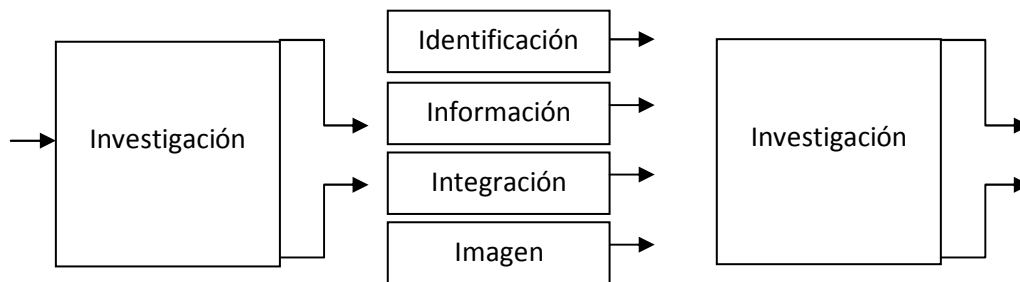 Investigación
Identificación
Información
Integración
Imagen
Investigación